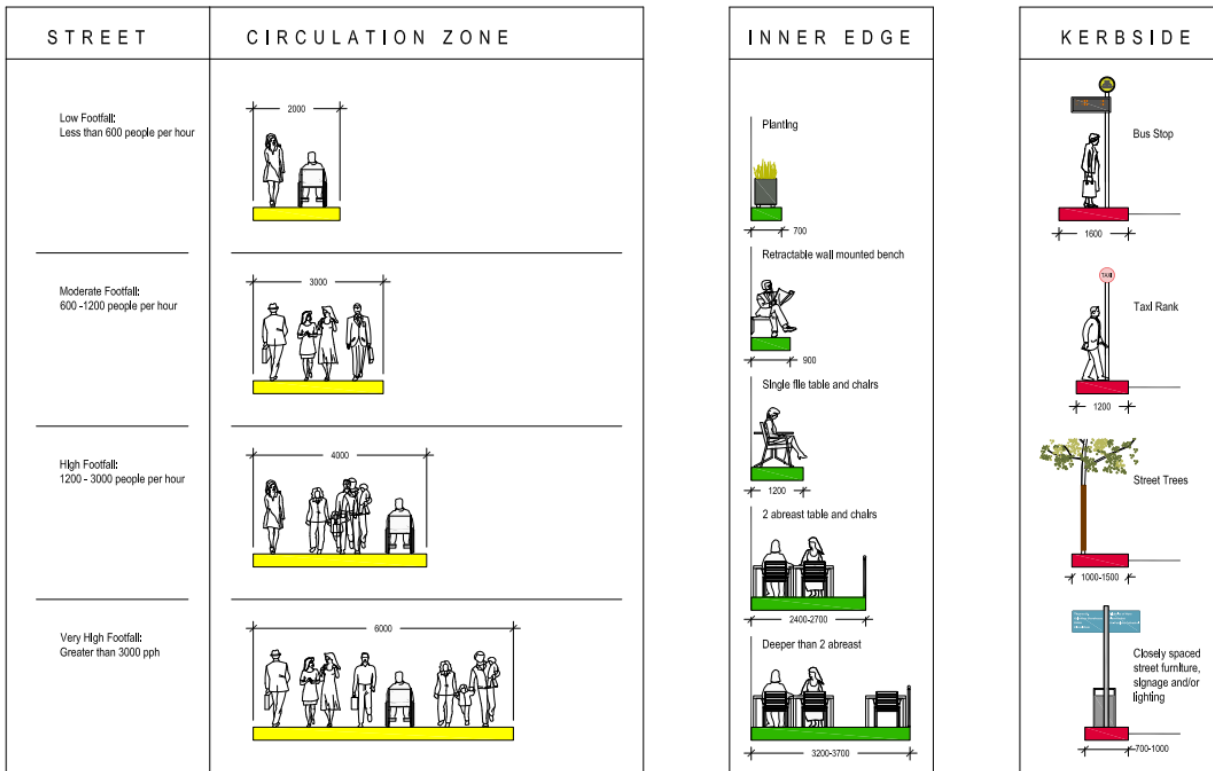 STREET
CIRCULATION ZONE
INNER EDGE
KERBSIDE
Low Footfall:
Less than 600 people per hour
2000
Planting
700
Bus Stop
1600
Moderate Footfall:
600 -1200 people per hour
3000
Retractable wall mounted bench
900
TAXI
Taxi Rank
1200
High Footfall:
1200 - 3000 people per hour
4000
Single file table and chairs
1200
Street Trees
1000-1500
2 abreast table and chairs
2400-2700
Very High Footfall:
Greater than 3000 pph
6000
Deeper than 2 abreast
3200-3700
Closely spaced
street furniture,
signage and/or
lighting
700-1000